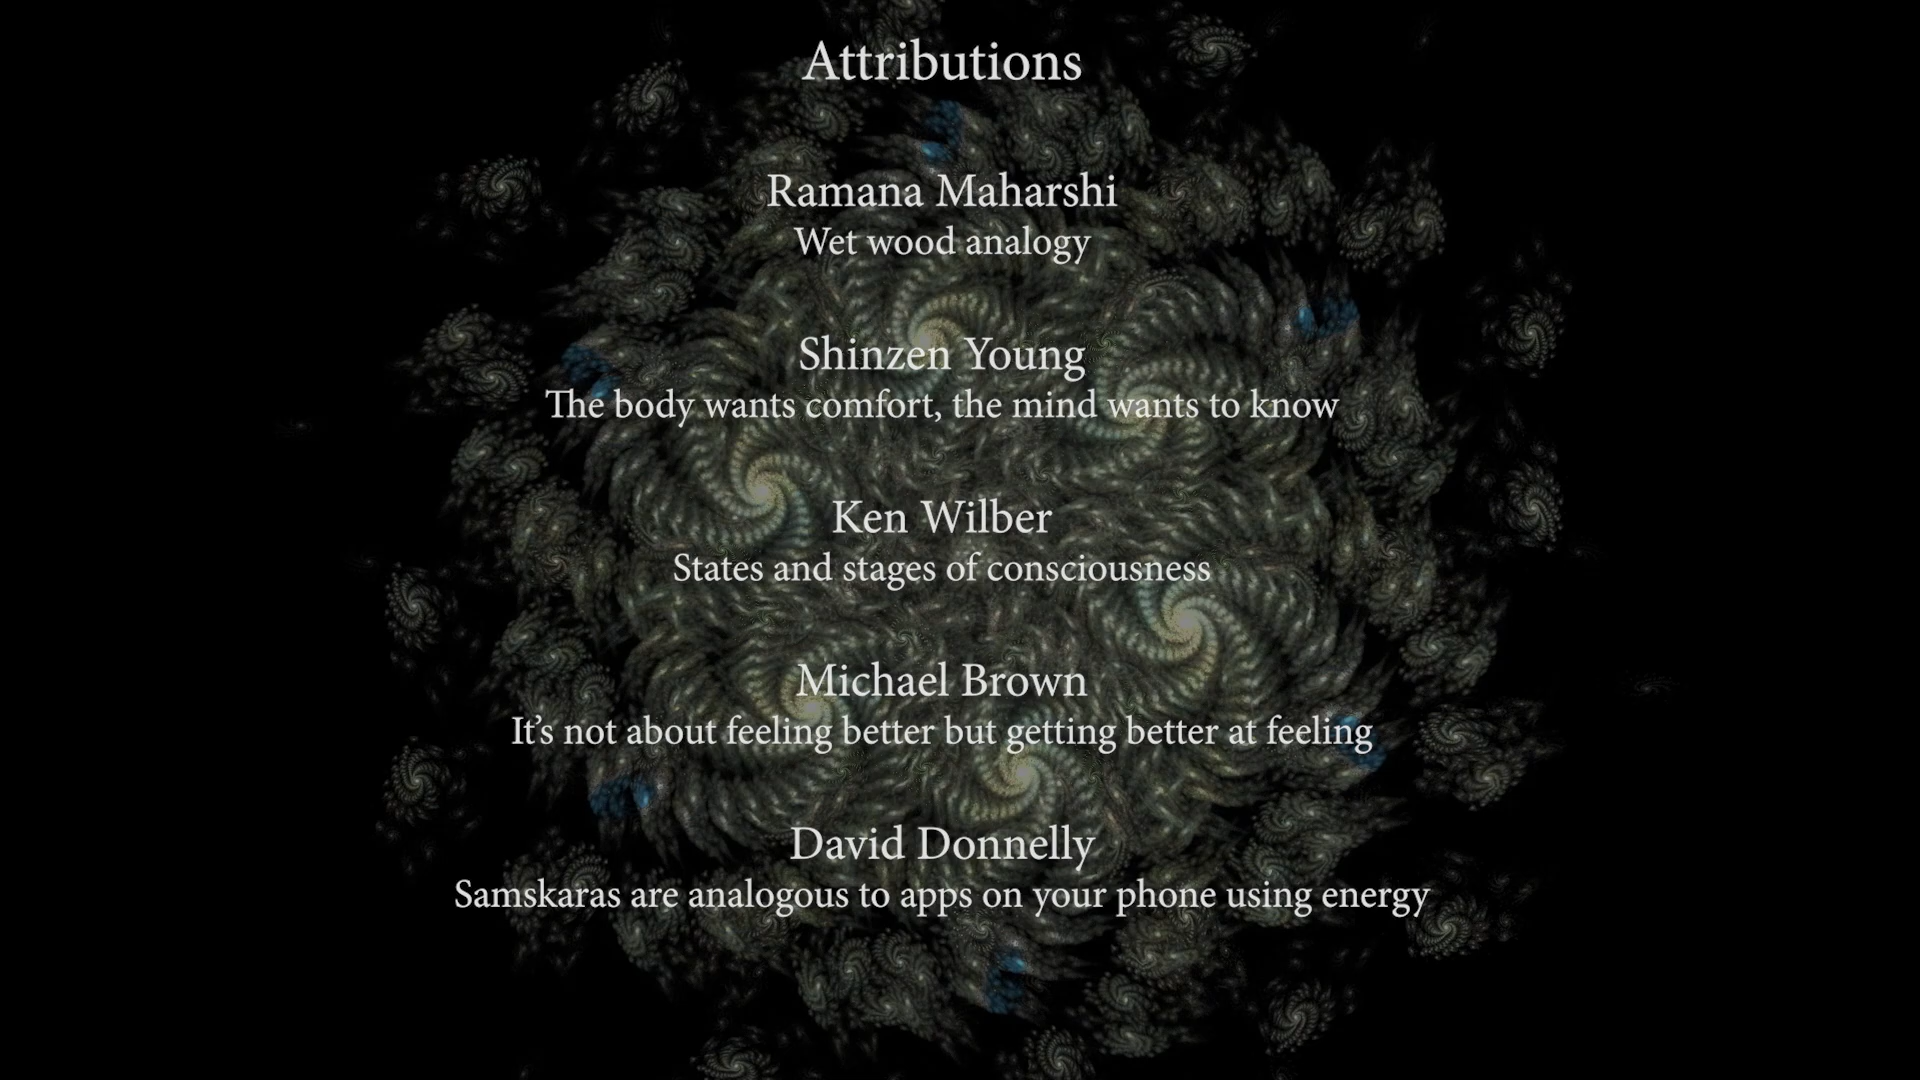 Attributions
Ramana Maharshi
Wet wood analogy
Shinzen Young
The body wants comfort, the mind wants to know
Ken Wilber
States and stages of consciousness
Michael Brown
It’s not about feeling better but getting better at feeling
David Donnelly
Samskaras are analogous to apps on your phone using energy